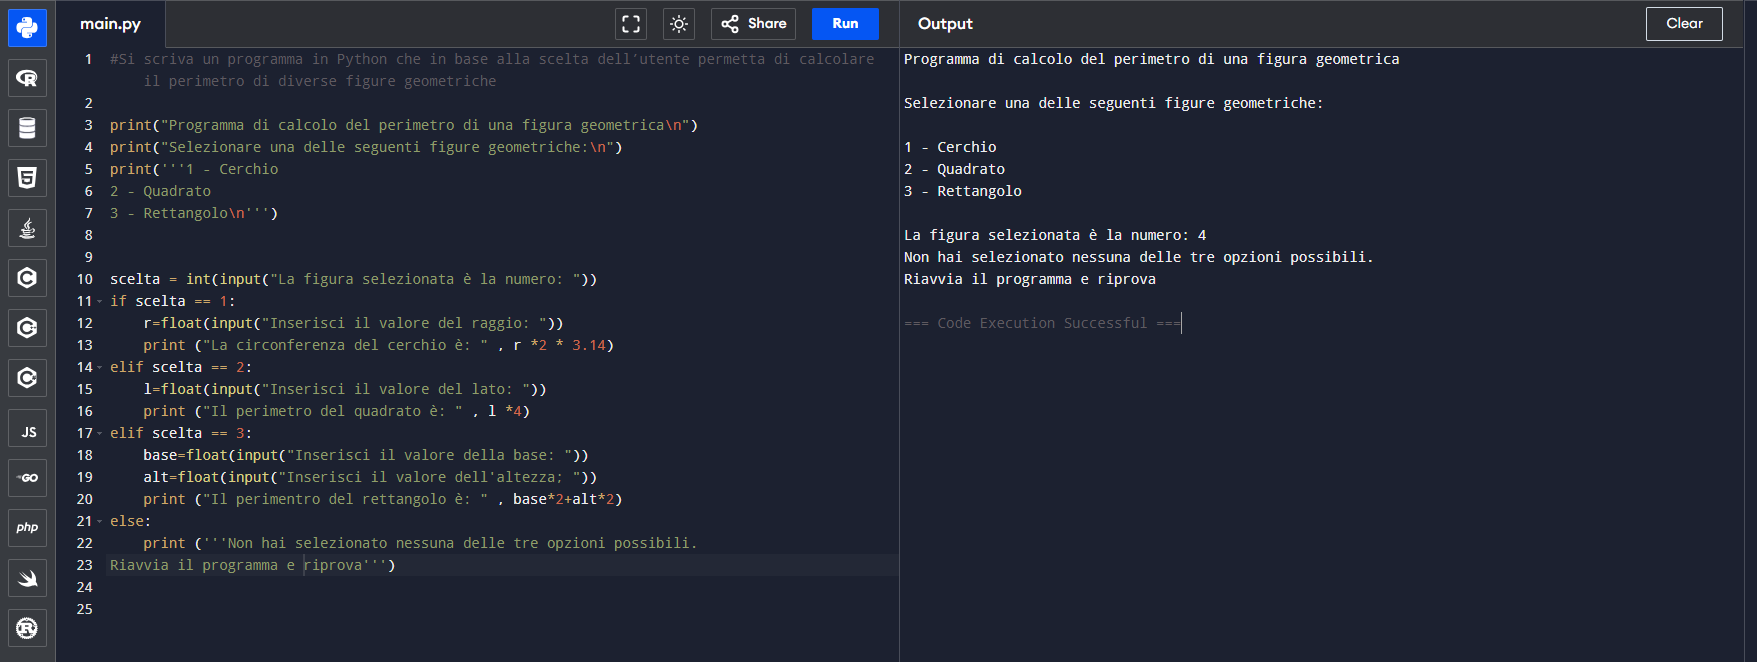 main.py
Share
Run
Output
Clear
1 #Si scriva un programma in Python che in base alla scelta dell'utente permetta di calcolare
il perimetro di diverse figure geometriche
2
3 print("Programma di calcolo del perimetro di una figura geometrica\n")
4 print("Selezionare una delle seguenti figure geometriche:\n")
5 print('''1 - Cerchio
6 2 - Quadrato
7 3 - Rettangolo\n''')
8
9
10 scelta = int(input("La figura selezionata è la numero: "))
11 if scelta == 1:
12 r=float(input("Inserisci il valore del raggio: "))
13 print ("La circonferenza del cerchio è: " , r *2 * 3.14)
14 elif scelta == 2:
15 l=float(input("Inserisci il valore del lato: "))
16 print ("Il perimetro del quadrato è: " , l *4)
17 elif scelta == 3:
18 base=float(input("Inserisci il valore della base: "))
19 alt=float(input("Inserisci il valore dell'altezza; "))
20 print ("Il perimentro del rettangolo è: " , base*2+alt*2)
21 else:
22 print ('''Non hai selezionato nessuna delle tre opzioni possibili.
23 Riavvia il programma e riprova''')
24
25
Programma di calcolo del perimetro di una figura geometrica
Selezionare una delle seguenti figure geometriche:
1 - Cerchio
2 - Quadrato
3 - Rettangolo
La figura selezionata è la numero: 4
Non hai selezionato nessuna delle tre opzioni possibili.
Riavvia il programma e riprova
=== Code Execution Successful ===
R
5
C
C
C
JS
GO
php
R